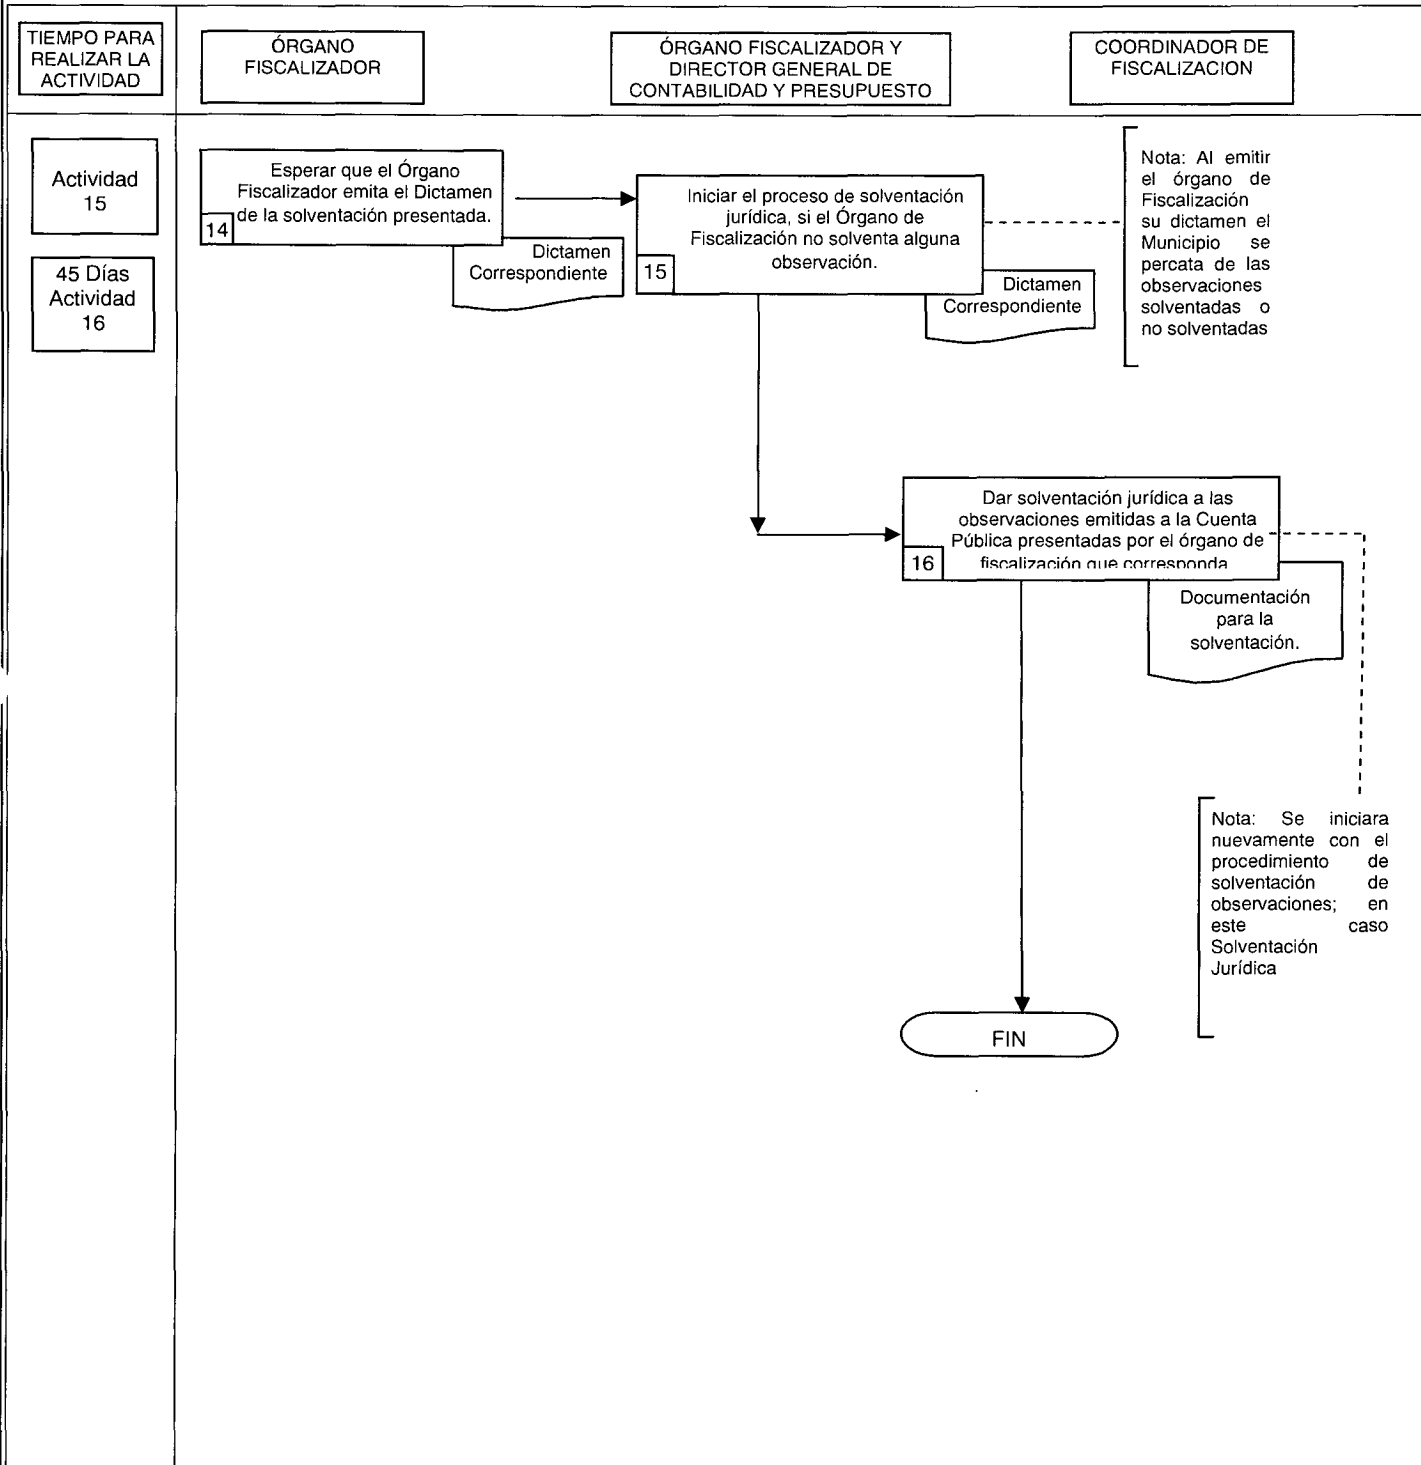 TIEMPO PARA
REALIZAR LA
ACTIVIDAD
ÓRGANO
FISCALIZADOR
ÓRGANO FISCALIZADOR Y
DIRECTOR GENERAL DE
CONTABILIDAD Y PRESUPUESTO
COORDINADOR DE
FISCALIZACION
Actividad
15
45 Días
Actividad
16
Esperar que el Órgano
Fiscalizador emita el Dictamen
de la solventación presentada.
14
Dictamen
Correspondiente
Iniciar el proceso de solventación
jurídica, si el Órgano de
Fiscalización no solventa alguna
observación.
15
Dictamen
Correspondiente
Nota: Al emitir
el órgano de
Fiscalización
su dictamen el
Municipio se
percata de las
observaciones
solventadas o
no solventadas
Dar solventación jurídica a las
observaciones emitidas a la Cuenta
Pública presentadas por el órgano de
fiscalización que corresponda
16
Documentación
para la
solventación.
Nota: Se iniciara
nuevamente con el
procedimiento de
solventación de
observaciones; en
este caso
Solventación
Jurídica
FIN